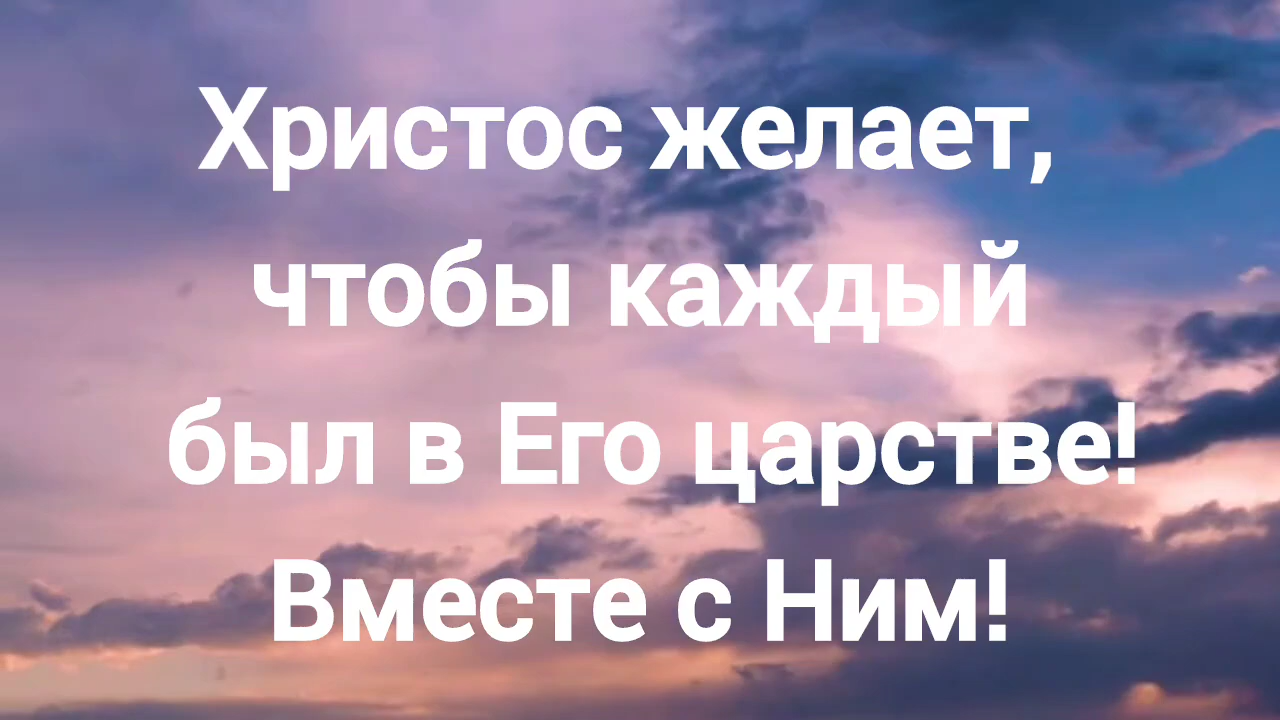 Христос желает,
чтобы каждый
был в Его царстве!
Вместе с Ним!